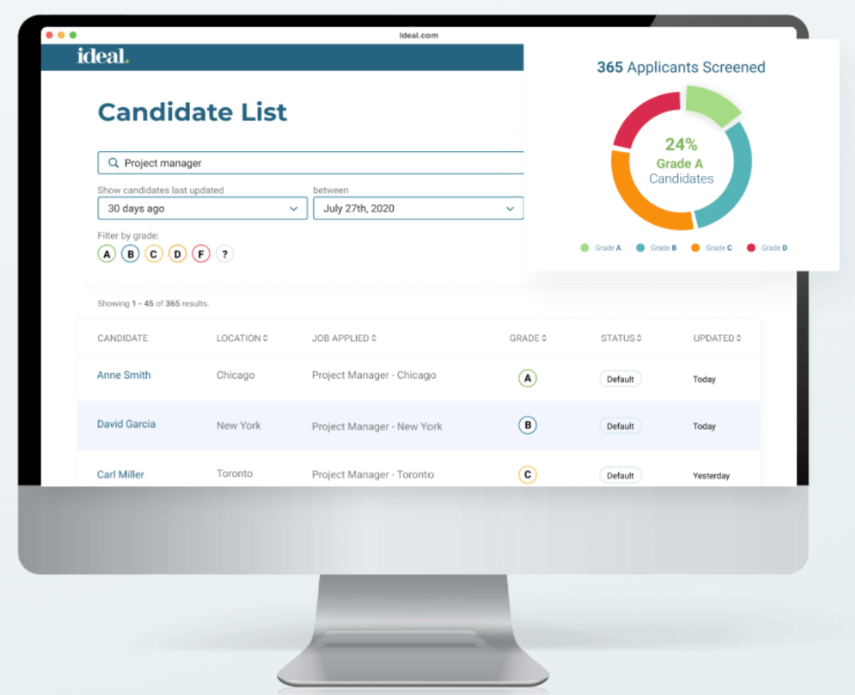 Ideal.com
ideal.
365 Applicants Screened
24%
Grade A
Candidates
Grade A Grade B Grade C Grade D
Candidate List
Project manager
Show candidates last updated between
30 days ago July 27th, 2020
Filter by grade:
A B C D F ?
Showing 1 - 45 of 365 results.
CANDIDATE LOCATION JOB APPLIED GRADE STATUS UPDATED
Anne Smith Chicago Project Manager - Chicago A Default Today
David Garcia New York Project Manager - New York B Default Today
Carl Miller Toronto Project Manager - Toronto C Default Yesterday